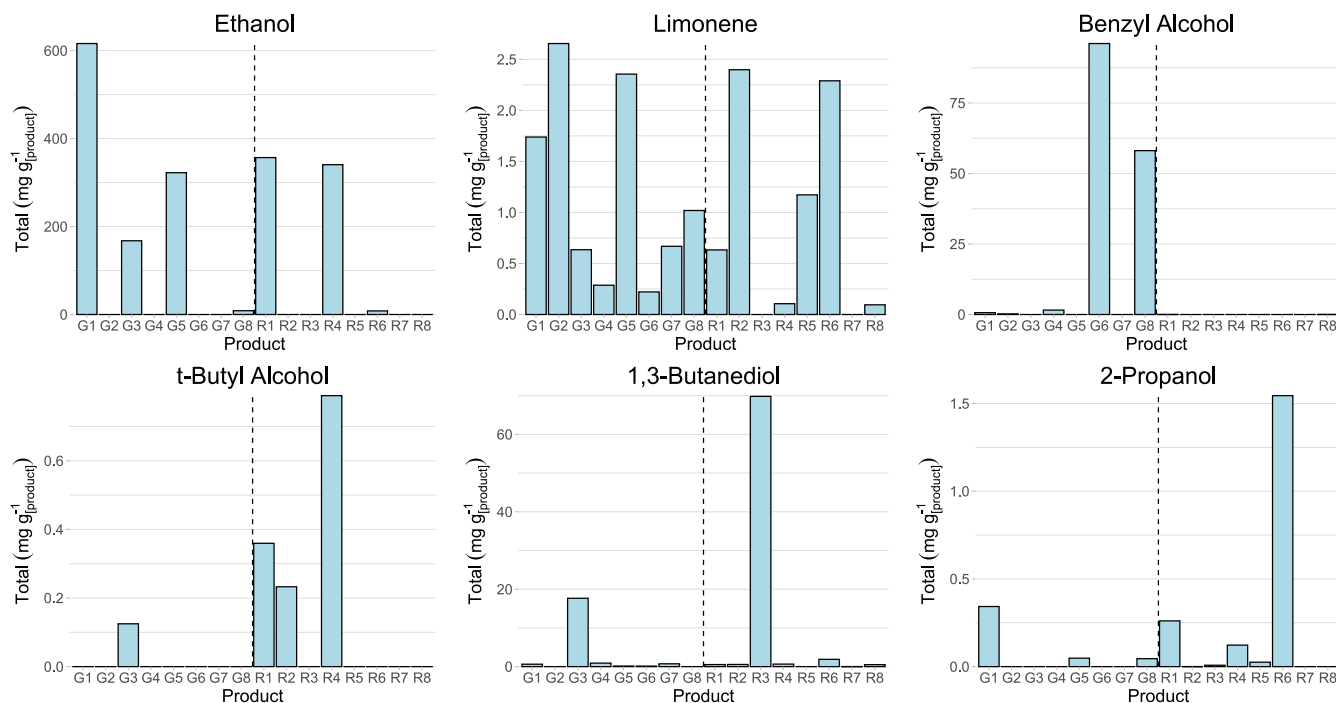 Ethanol
Total (mg g⁻¹[product])
600
400
200
0
G1 G2 G3 G4 G5 G6 G7 G8 R1 R2 R3 R4 R5 R6 R7 R8
Product
Limonene
Total (mg g⁻¹[product])
2.5
2.0
1.5
1.0
0.5
0.0
G1 G2 G3 G4 G5 G6 G7 G8 R1 R2 R3 R4 R5 R6 R7 R8
Product
Benzyl Alcohol
Total (mg g⁻¹[product])
75
50
25
0
G1 G2 G3 G4 G5 G6 G7 G8 R1 R2 R3 R4 R5 R6 R7 R8
Product
t-Butyl Alcohol
Total (mg g⁻¹[product])
0.6
0.4
0.2
0.0
G1 G2 G3 G4 G5 G6 G7 G8 R1 R2 R3 R4 R5 R6 R7 R8
Product
1,3-Butanediol
Total (mg g⁻¹[product])
60
40
20
0
G1 G2 G3 G4 G5 G6 G7 G8 R1 R2 R3 R4 R5 R6 R7 R8
Product
2-Propanol
Total (mg g⁻¹[product])
1.5
1.0
0.5
0.0
G1 G2 G3 G4 G5 G6 G7 G8 R1 R2 R3 R4 R5 R6 R7 R8
Product